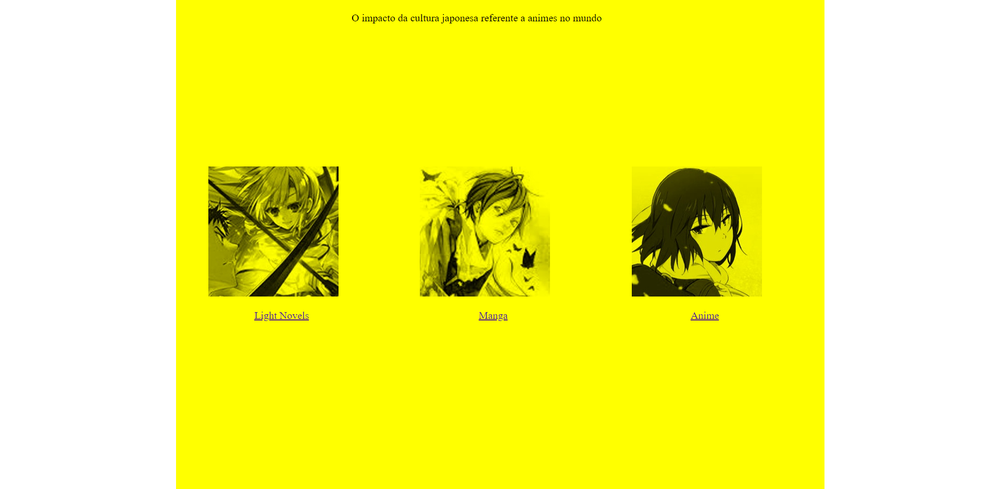 O impacto da cultura japonesa referente a animes no mundo
Light Novels
Manga
Anime